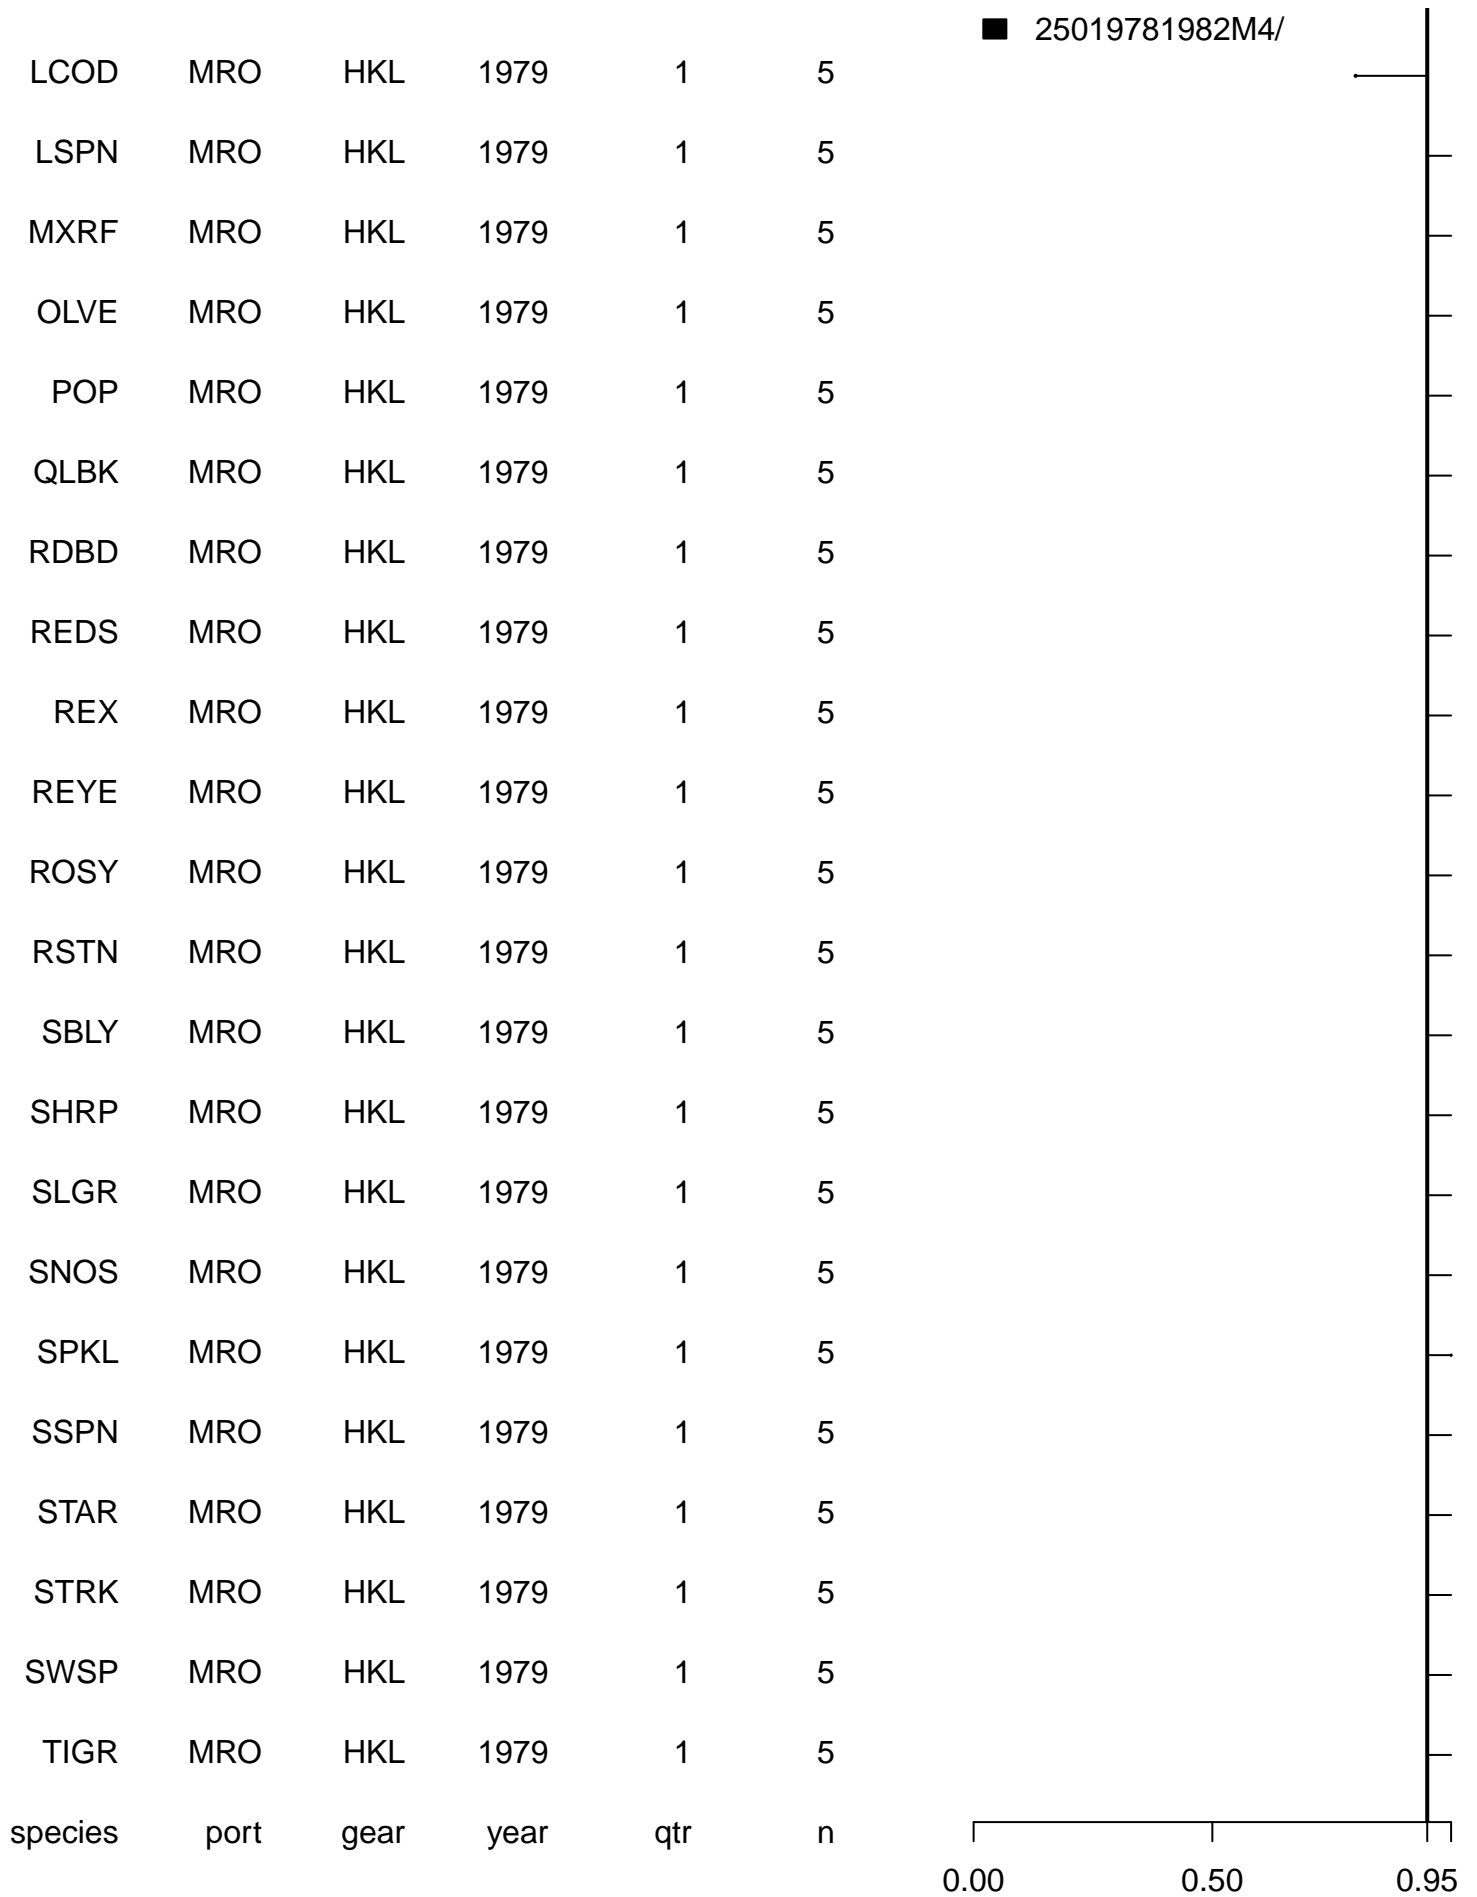 25019781982M4/
LCOD MRO HKL 1979 1 5
LSPN MRO HKL 1979 1 5
MXRF MRO HKL 1979 1 5
OLVE MRO HKL 1979 1 5
POP MRO HKL 1979 1 5
QLBK MRO HKL 1979 1 5
RDBD MRO HKL 1979 1 5
REDS MRO HKL 1979 1 5
REX MRO HKL 1979 1 5
REYE MRO HKL 1979 1 5
ROSY MRO HKL 1979 1 5
RSTN MRO HKL 1979 1 5
SBLY MRO HKL 1979 1 5
SHRP MRO HKL 1979 1 5
SLGR MRO HKL 1979 1 5
SNOS MRO HKL 1979 1 5
SPKL MRO HKL 1979 1 5
SSPN MRO HKL 1979 1 5
STAR MRO HKL 1979 1 5
STRK MRO HKL 1979 1 5
SWSP MRO HKL 1979 1 5
TIGR MRO HKL 1979 1 5
species port gear year qtr n
0.00 0.50 0.95